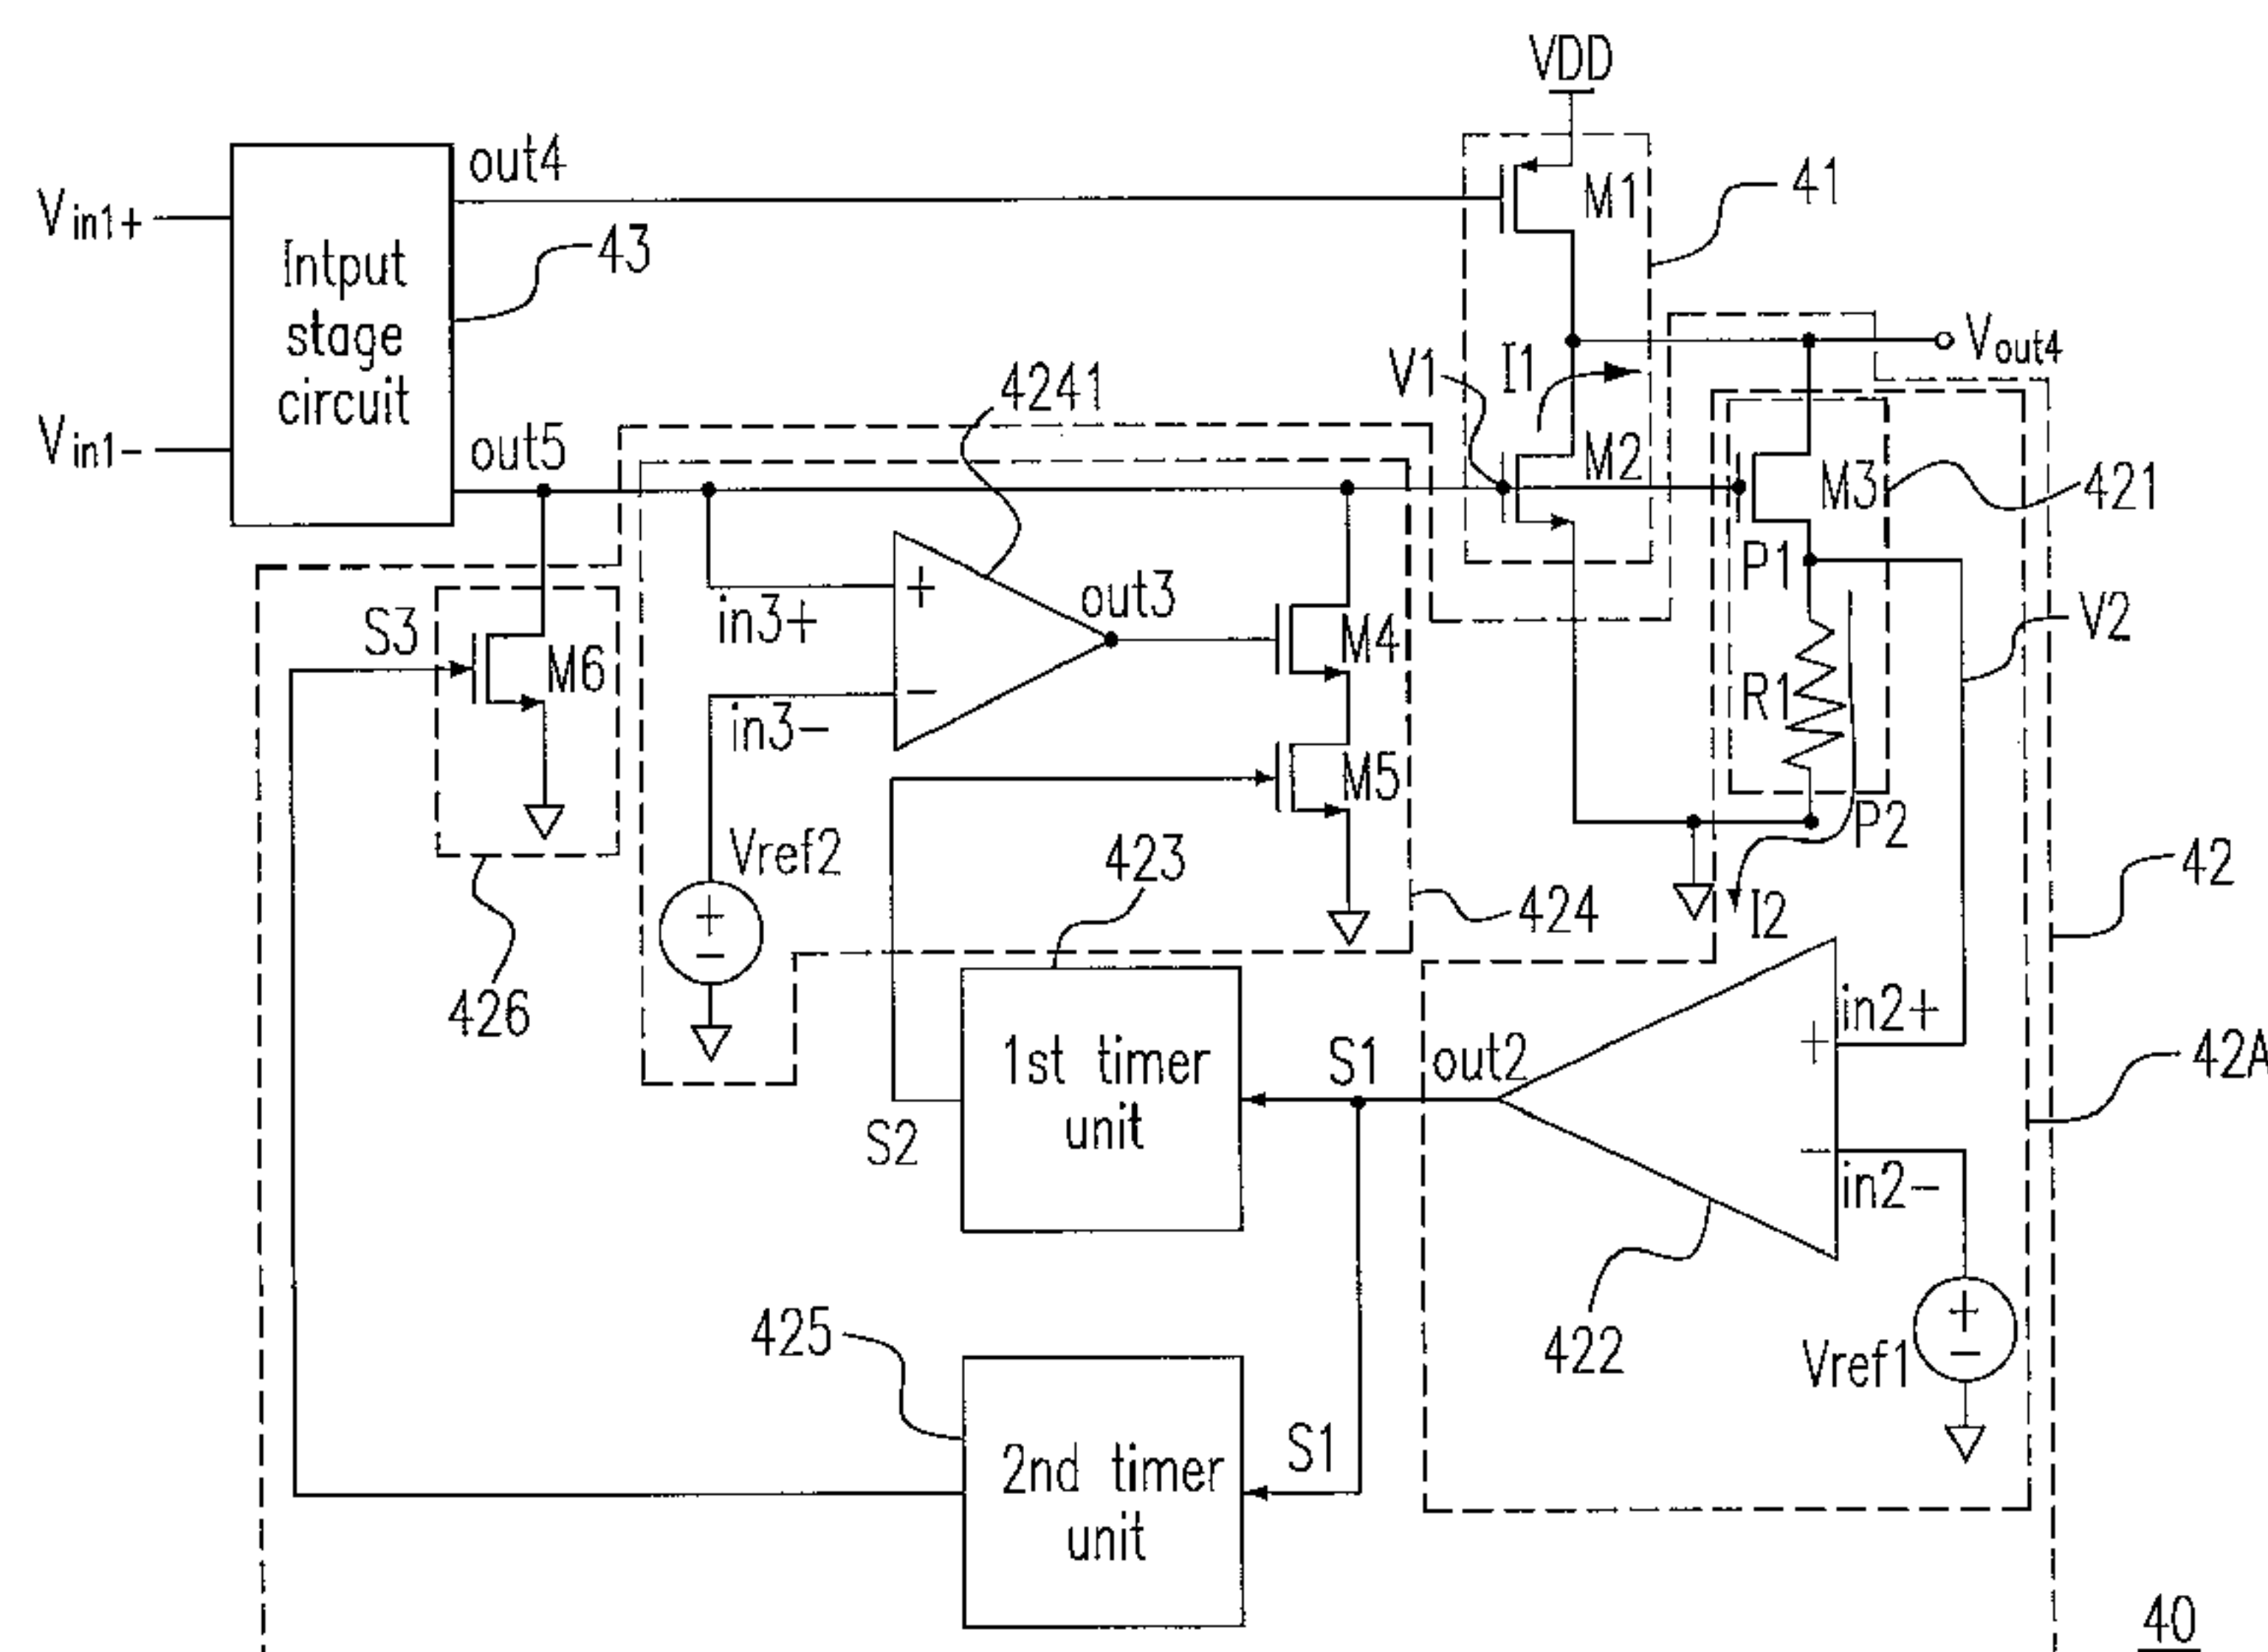 VDD
out4
M1
41
Vin1+
43
Intput
stage
circuit
Vout4
V1
I1
4241
Vin1-
out5
M2
M3
421
in3+
out3
P1
V2
S3
M6
M4
R1
in3-
M5
Vref2
423
P2
42
424
I2
426
in2+
1st timer
unit
S1
out2
42A
S2
in2-
425
S1
422
Vref1
2nd timer
unit
40